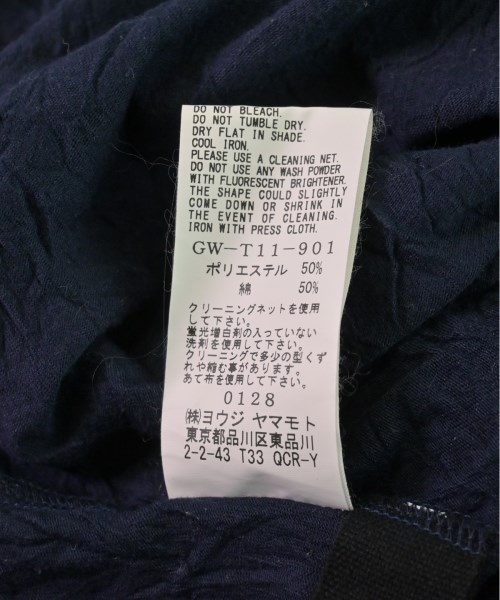 DO NOT BLEACH.
DO NOT TUMBLE DRY.
DRY FLAT IN SHADE.
COOL IRON.
PLEASE USE A CLEANING NET.
DO NOT USE ANY WASH POWDER
WITH FLUORESCENT BRIGHTENER.
THE SHAPE COULD SLIGHTLY
COME DOWN OR SHRINK IN
THE EVENT OF CLEANING.
IRON WITH PRESS CLOTH.
GW-T11-901
ポリエステル 50%
綿 50%
クリーニングネットを使用
して下さい。
蛍光増白剤の入っていない
洗剤を使用して下さい。
クリーニングで多少の型くず
れや縮む事があります。
あて布を使用して下さい。
0128
㈱ヨウジ ヤマモト
東京都品川区東品川
2-2-43 T33 QCR-Y